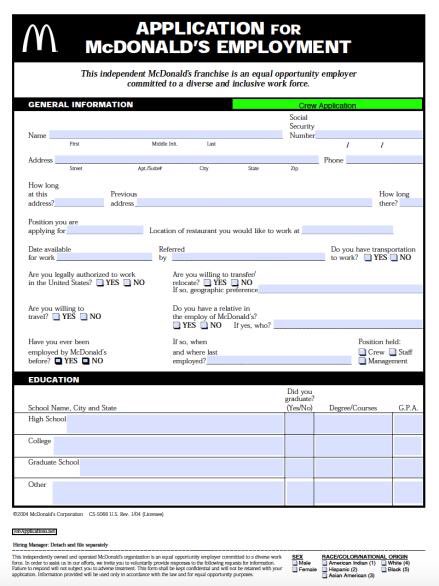 APPLICATION FOR
MCDONALD'S EMPLOYMENT
This independent McDonald's franchise is an equal opportunity employer
committed to a diverse and inclusive work force.
GENERAL INFORMATION Crew Application
Social
Security
Name Number
First Middle Init. Last / /
Address Phone
Street Apt./Suite# City State Zip
How long
at this Previous How long
address? address there?
Position you are
applying for Location of restaurant you would like to work at
Date available Referred Do you have transportation
for work by to work? YES NO
Are you legally authorized to work Are you willing to transfer/
in the United States? YES NO relocate? YES NO
If so, geographic preference
Are you willing to Do you have a relative in
travel? YES NO the employ of McDonald's?
YES NO If yes, who?
Have you ever been If so, when Position held:
employed by McDonald's and where last Crew Staff
before? YES NO employed? Management
EDUCATION
Did you
graduate?
School Name, City and State (Yes/No) Degree/Courses G.P.A.
High School
College
Graduate School
Other
©2004 McDonald's Corporation CS-5066 U.S. Rev. 1/04 (Licensee)
Hiring Manager: Detach and file separately
This independently owned and operated McDonald's organization is an equal opportunity employer committed to a diverse work
force. In order to assist us in our efforts, we invite you to voluntarily provide responses to the following requests for information.
Failure to respond will not subject you to adverse treatment. This form shall be kept confidential and will not be retained with your
application. Information provided will be used only in accordance with the law and for equal opportunity purposes.
SEX RACE/COLOR/NATIONAL ORIGIN
Male American Indian (1) White (4)
Female Hispanic (2) Black (5)
Asian American (3)